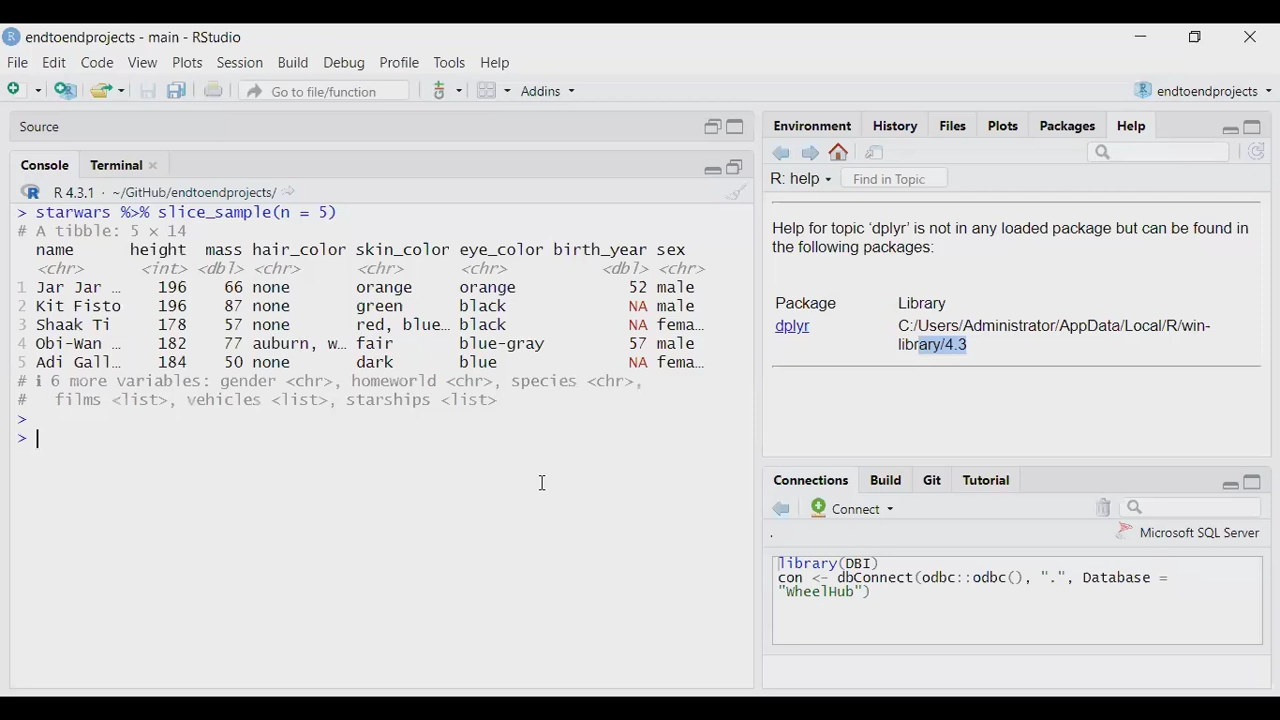 endtoendprojects - main - RStudio
File Edit Code View Plots Session Build Debug Profile Tools Help
Go to file/function Addins endtoendprojects
Source
Console Terminal
R 4.3.1 · ~/GitHub/endtoendprojects/
> starwars %>% slice_sample(n = 5)
# A tibble: 5 × 14
name height mass hair_color skin_color eye_color birth_year sex
<chr> <int> <dbl> <chr> <chr> <chr> <dbl> <chr>
1 Jar Jar … 196 66 none orange orange 52 male
2 Kit Fisto 196 87 none green black NA male
3 Shaak Ti 178 57 none red, blue… black NA fema…
4 Obi-Wan … 182 77 auburn, w… fair blue-gray 57 male
5 Adi Gall… 184 50 none dark blue NA fema…
# ℹ 6 more variables: gender <chr>, homeworld <chr>, species <chr>,
# films <list>, vehicles <list>, starships <list>
>
>
Environment History Files Plots Packages Help
R: help Find in Topic
Help for topic ‘dplyr’ is not in any loaded package but can be found in
the following packages:
Package Library
dplyr C:/Users/Administrator/AppData/Local/R/win-
library/4.3
Connections Build Git Tutorial
Connect
. Microsoft SQL Server
library(DBI)
con <- dbConnect(odbc::odbc(), ".", Database =
"WheelHub")